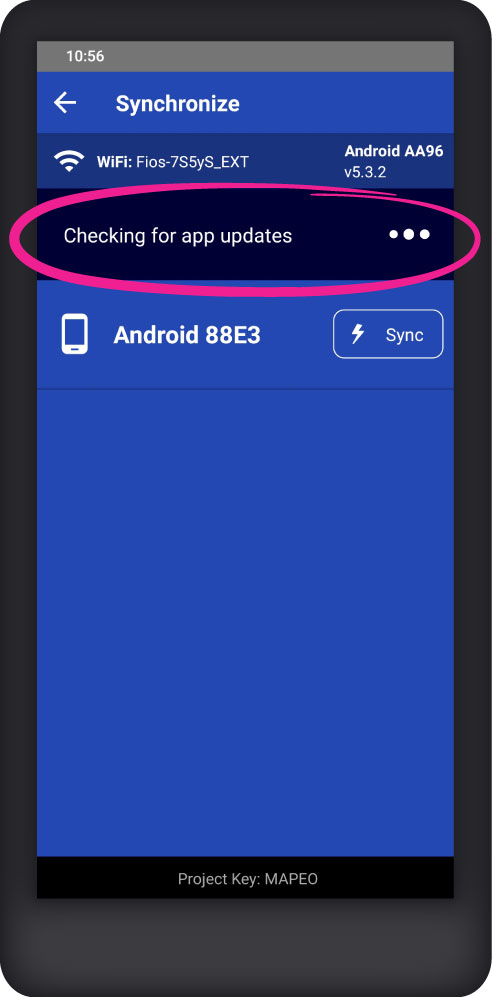 10:56
Synchronize
WiFi: Fios-7S5yS_EXT
Android AA96
v5.3.2
Checking for app updates
Android 88E3
Sync
Project Key: MAPEO